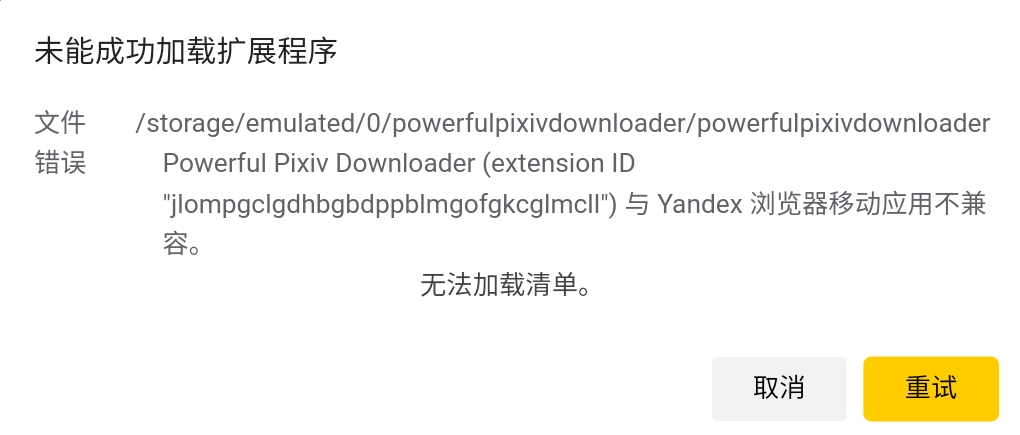 未能成功加载扩展程序
文件 /storage/emulated/0/powerfulpixivdownloader/powerfulpixivdownloader
错误 Powerful Pixiv Downloader (extension ID
"jlompgclgdhbgbdppblmgofgkcglmcll") 与 Yandex 浏览器移动应用不兼
容。
无法加载清单。
取消 重试